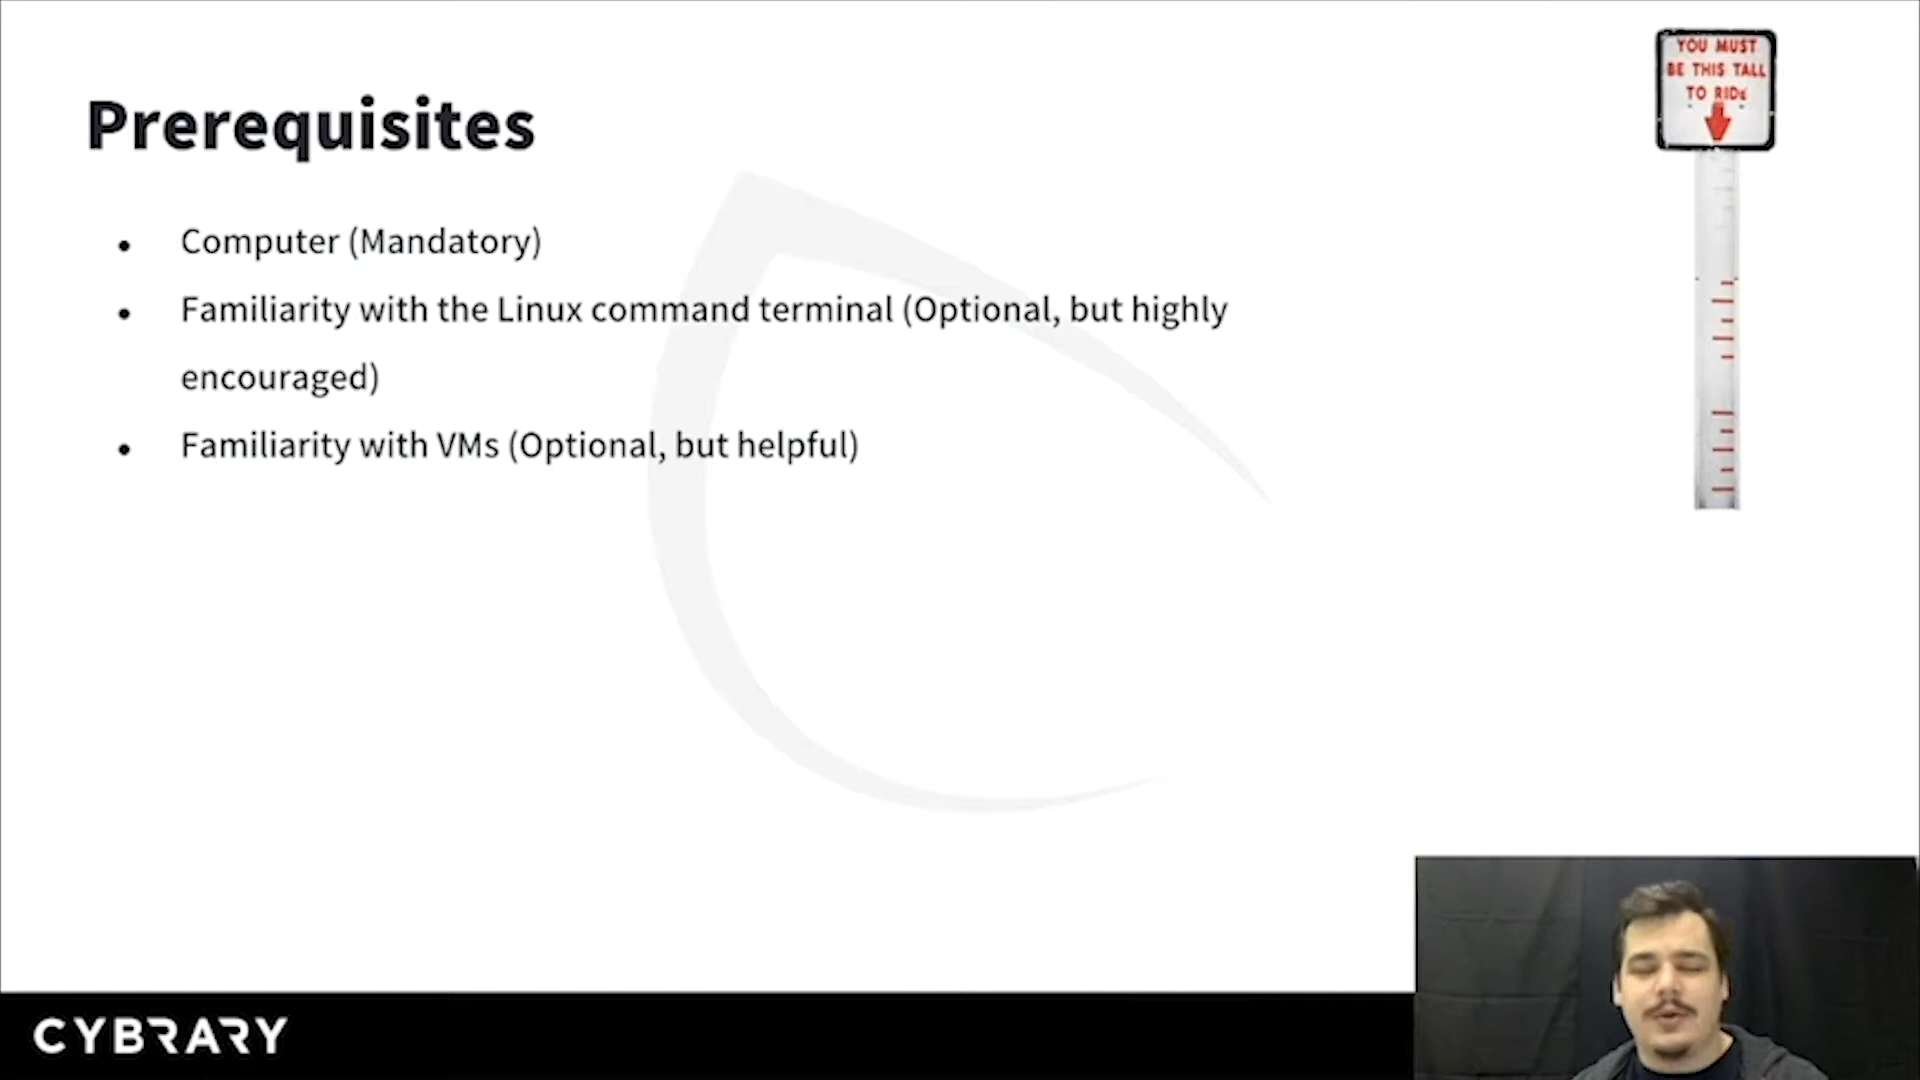 Prerequisites
YOU MUST
BE THIS TALL
TO RIDE
• Computer (Mandatory)
• Familiarity with the Linux command terminal (Optional, but highly
encouraged)
• Familiarity with VMs (Optional, but helpful)
CYBRARY